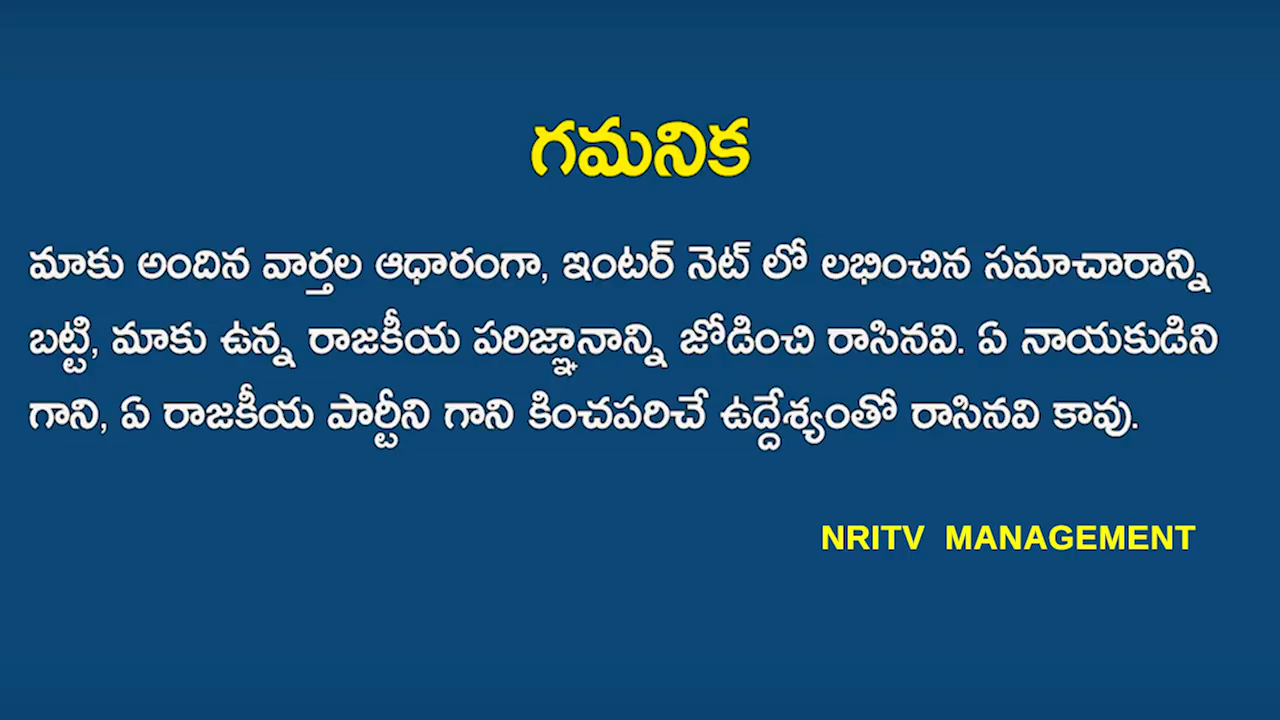 గమనిక
మాకు అందిన వార్తల ఆధారంగా, ఇంటర్ నెట్ లో లభించిన సమాచారాన్ని
బట్టి, మాకు ఉన్న రాజకీయ పరిజ్ఞానాన్ని జోడించి రాసినవి. ఏ నాయకుడిని
గాని, ఏ రాజకీయ పార్టీని గాని కించపరిచే ఉద్దేశ్యంతో రాసినవి కావు.
NRITV MANAGEMENT